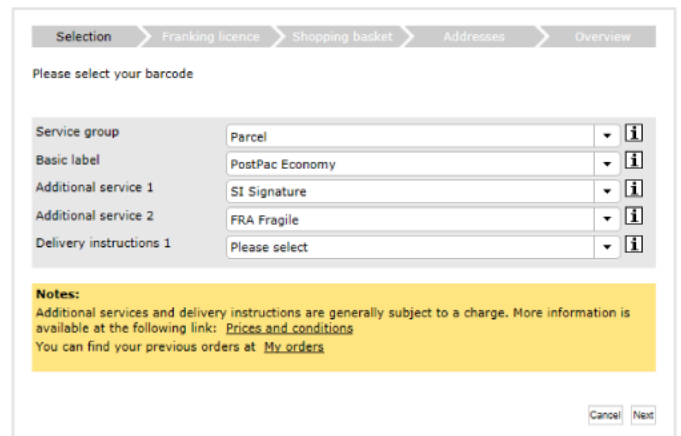 Selection Franking licence Shopping basket Addresses Overview
Please select your barcode
Service group Parcel
Basic label PostPac Economy
Additional service 1 SI Signature
Additional service 2 FRA Fragile
Delivery instructions 1 Please select
Notes:
Additional services and delivery instructions are generally subject to a charge. More information is
available at the following link: Prices and conditions
You can find your previous orders at My orders
Cancel Next